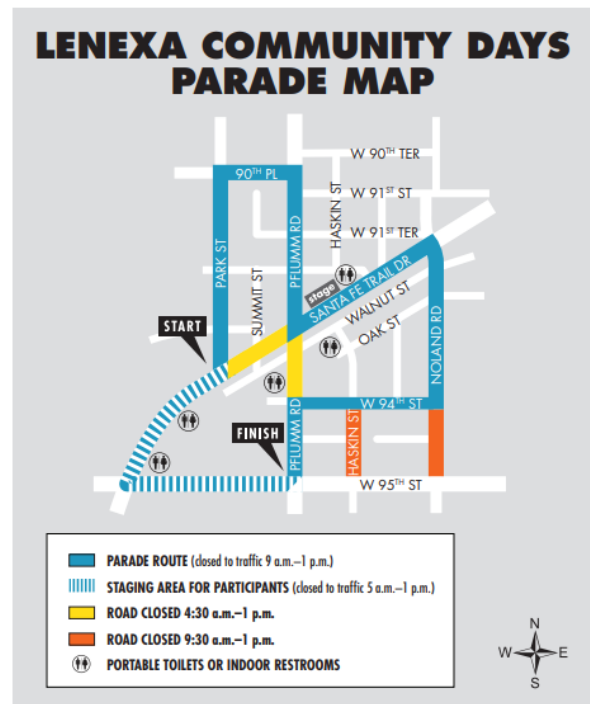 LENEXA COMMUNITY DAYS
PARADE MAP
W 90TH TER
90TH PL
HASKIN ST
W 91ST ST
PFLUMM RD
W 91ST TER
PARK ST
SUMMIT ST
stage
SANTA FE TRAIL DR
WALNUT ST
START
OAK ST
NOLAND RD
W 94TH ST
FINISH
PFLUMM RD
HASKIN ST
W 95TH ST
PARADE ROUTE (closed to traffic 9 a.m.–1 p.m.)
STAGING AREA FOR PARTICIPANTS (closed to traffic 5 a.m.–1 p.m.)
ROAD CLOSED 4:30 a.m.–1 p.m.
ROAD CLOSED 9:30 a.m.–1 p.m.
PORTABLE TOILETS OR INDOOR RESTROOMS
N
W E
S